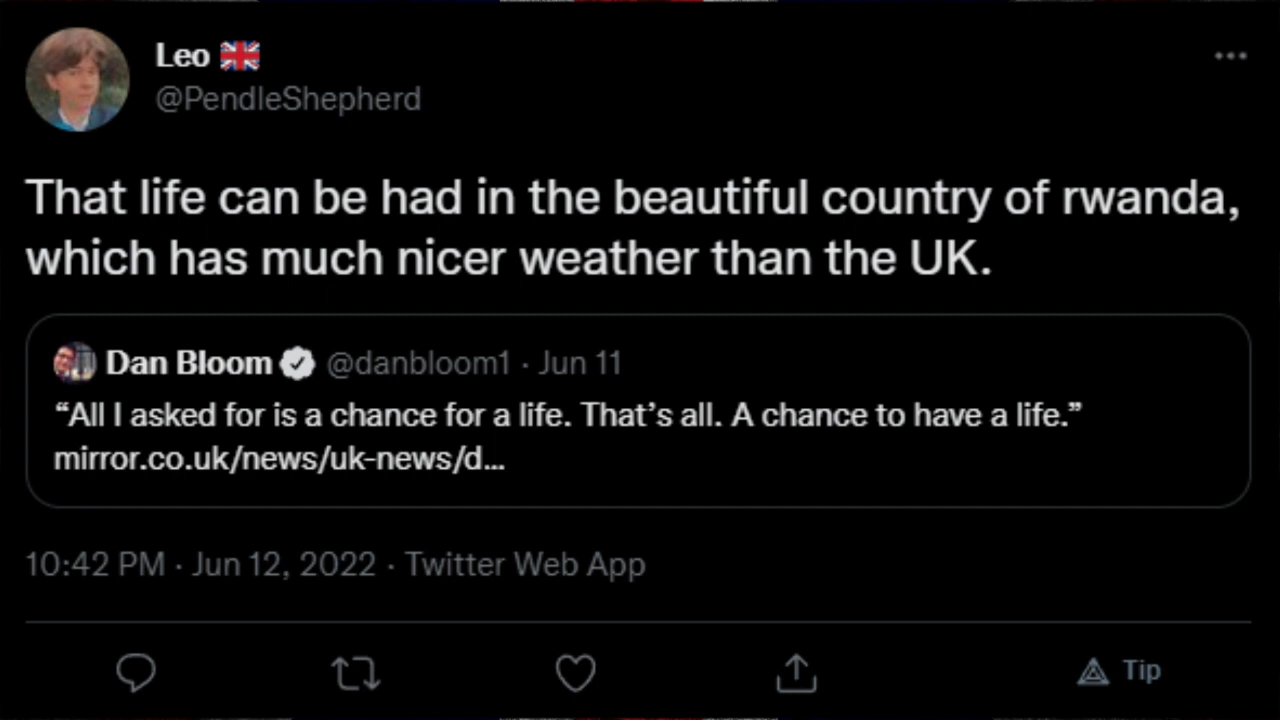 Leo 🇬🇧
@PendleShepherd
That life can be had in the beautiful country of rwanda,
which has much nicer weather than the UK.
Dan Bloom @danbloom1 · Jun 11
“All I asked for is a chance for a life. That’s all. A chance to have a life.”
mirror.co.uk/news/uk-news/d...
10:42 PM · Jun 12, 2022 · Twitter Web App
Tip